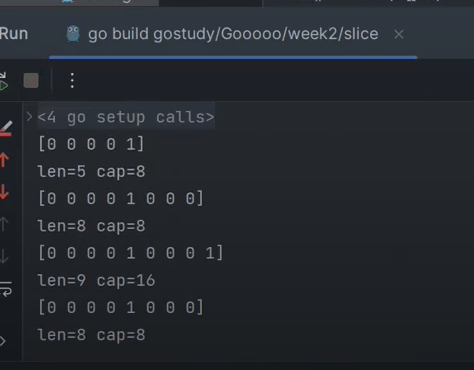 Run
go build gostudy/Gooooo/week2/slice
<4 go setup calls>
[0 0 0 0 1]
len=5 cap=8
[0 0 0 0 1 0 0 0]
len=8 cap=8
[0 0 0 0 1 0 0 0 1]
len=9 cap=16
[0 0 0 0 1 0 0 0]
len=8 cap=8